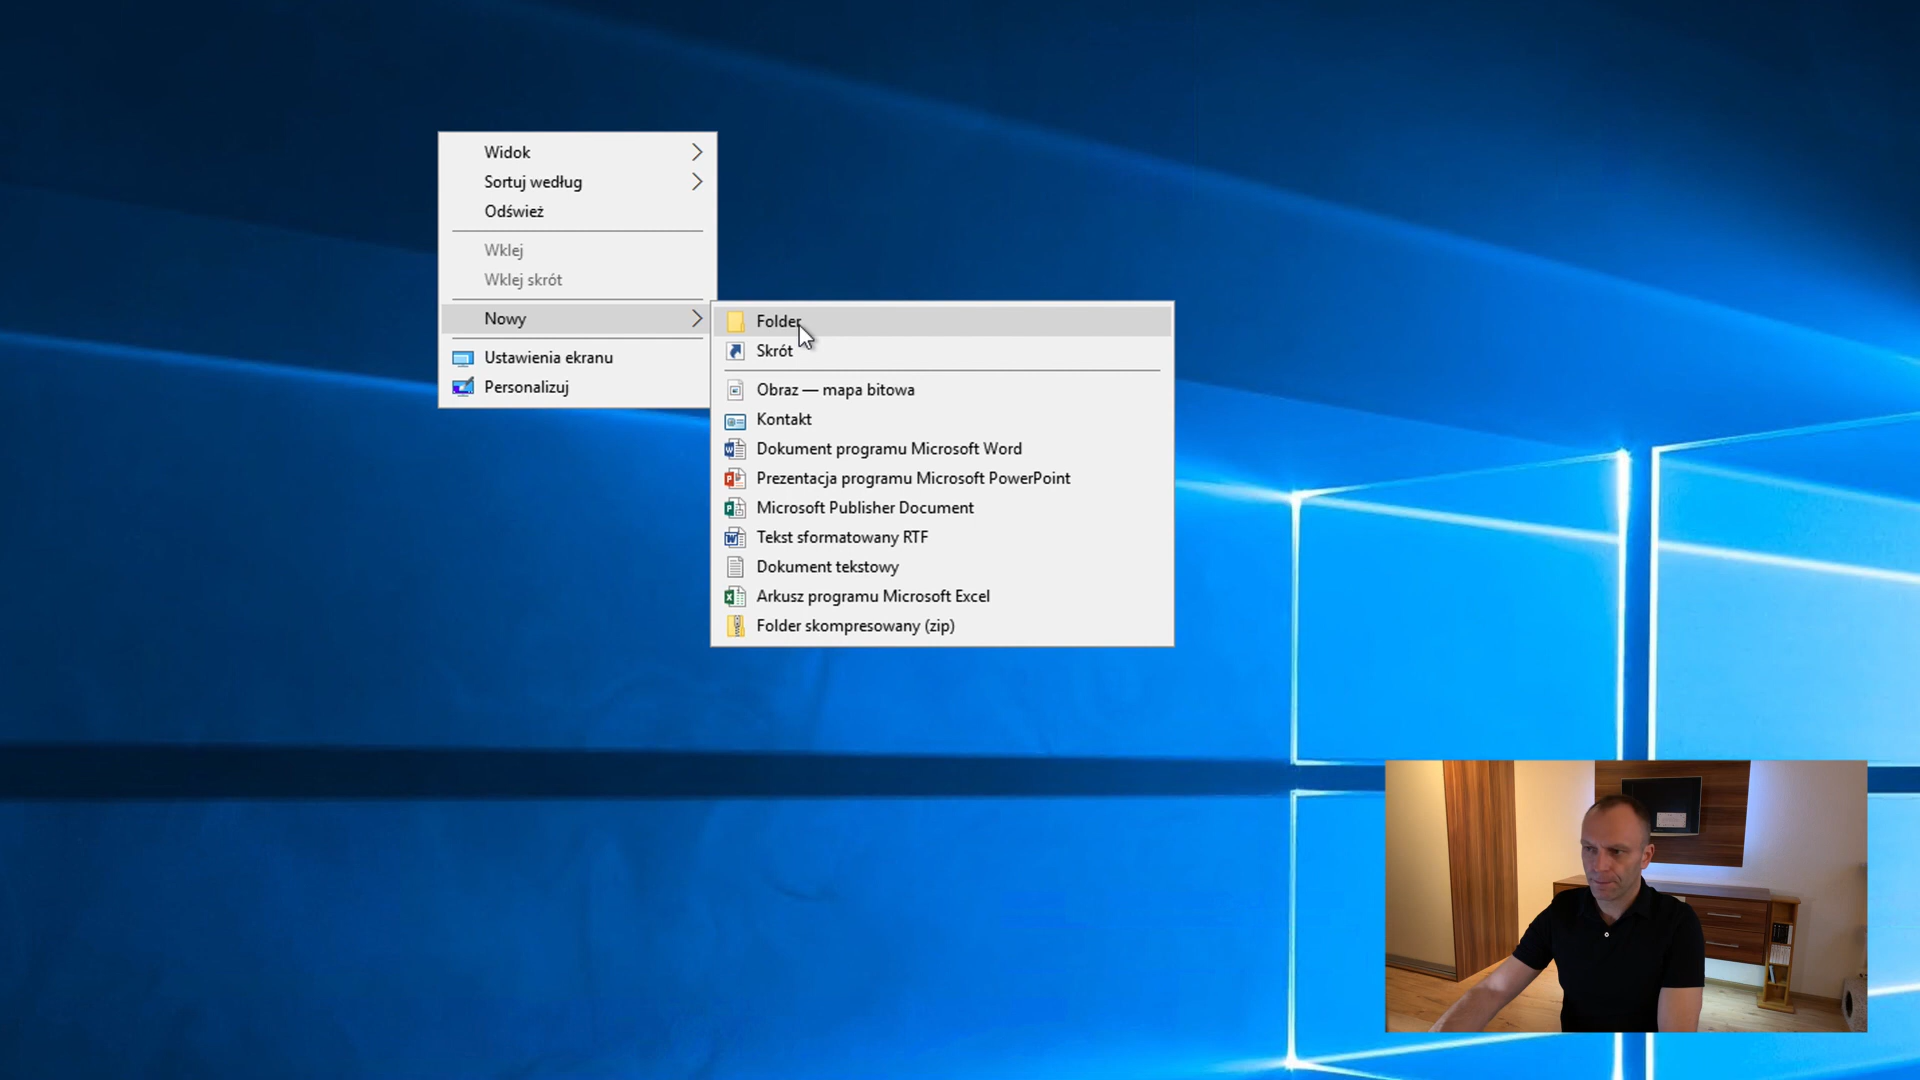 Widok
Sortuj według
Odśwież
Wklej
Wklej skrót
Nowy
Ustawienia ekranu
Personalizuj
Folder
Skrót
Obraz — mapa bitowa
Kontakt
Dokument programu Microsoft Word
Prezentacja programu Microsoft PowerPoint
Microsoft Publisher Document
Tekst sformatowany RTF
Dokument tekstowy
Arkusz programu Microsoft Excel
Folder skompresowany (zip)